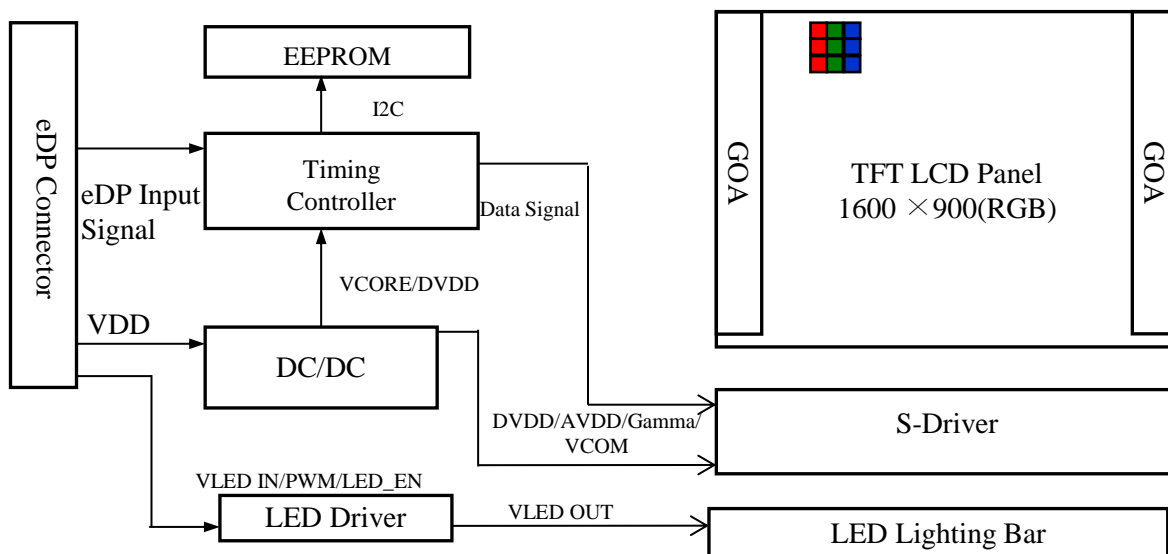 eDP Connector
EEPROM
I2C
Timing
Controller
eDP Input
Signal
Data Signal
VCORE/DVDD
VDD
DC/DC
DVDD/AVDD/Gamma/
VCOM
VLED IN/PWM/LED_EN
LED Driver
VLED OUT
GOA
TFT LCD Panel
1600 ×900(RGB)
GOA
S-Driver
LED Lighting Bar